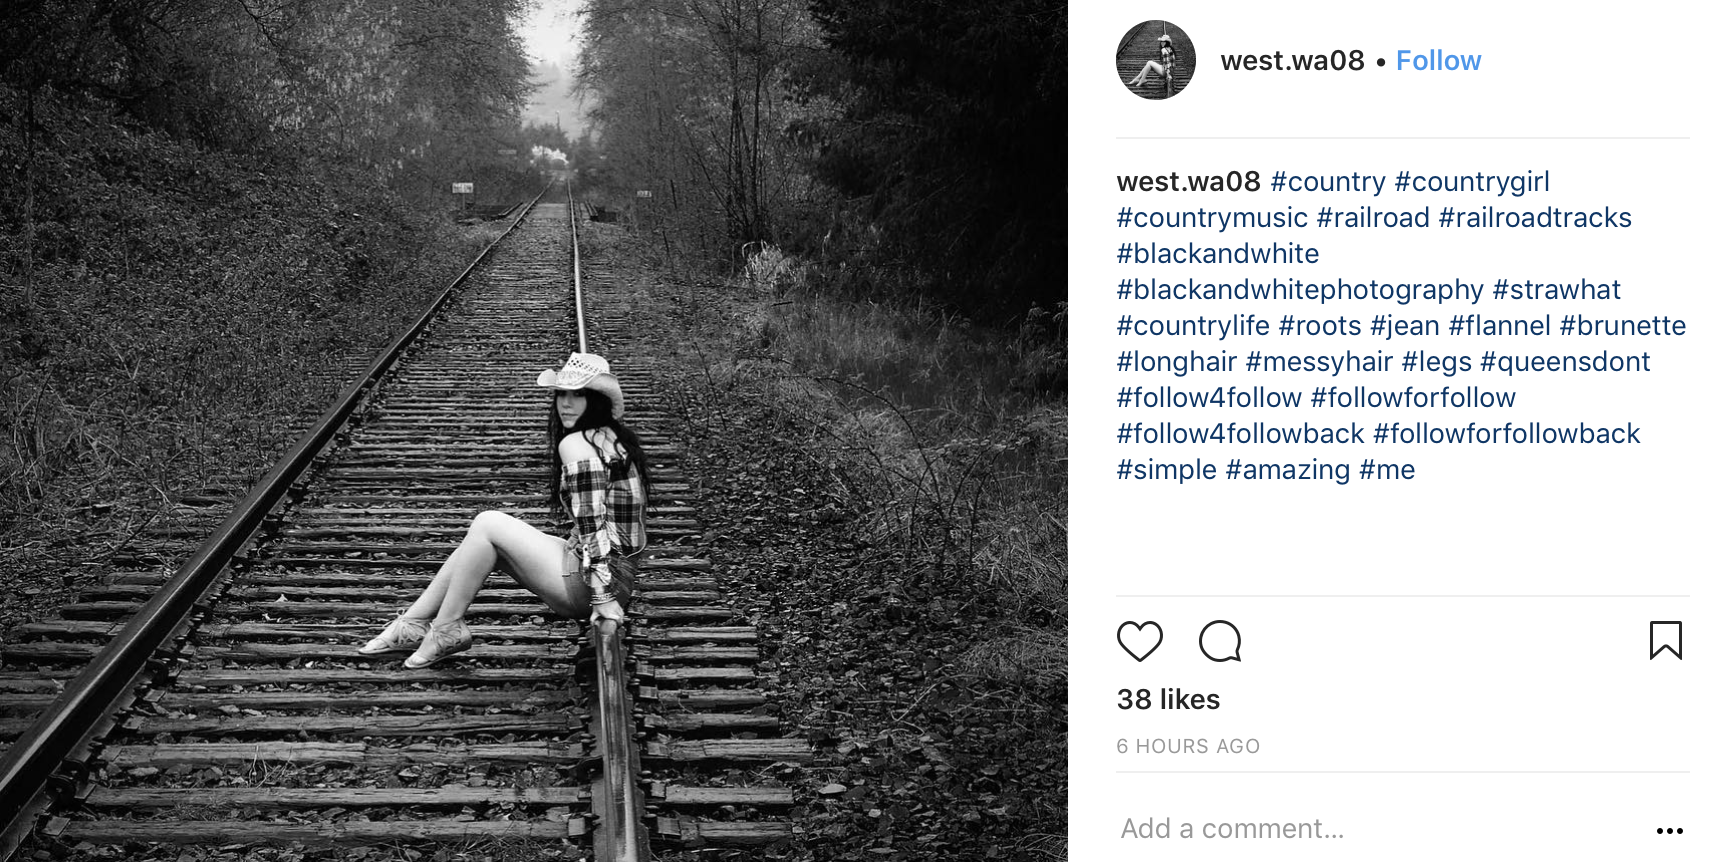 west.wa08 • Follow
west.wa08 #country #countrygirl
#countrymusic #railroad #railroadtracks
#blackandwhite
#blackandwhitephotography #strawhat
#countrylife #roots #jean #flannel #brunette
#longhair #messyhair #legs #queensdont
#follow4follow #followforfollow
#follow4followback #followforfollowback
#simple #amazing #me
38 likes
6 HOURS AGO
Add a comment...